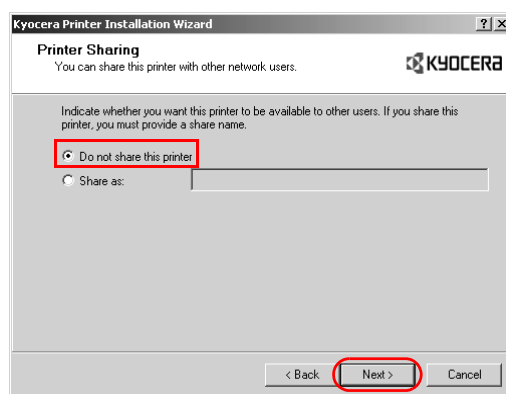 Kyocera Printer Installation Wizard
Printer Sharing
You can share this printer with other network users.
KYOCERA
Indicate whether you want this printer to be available to other users. If you share this
printer, you must provide a share name.
Do not share this printer
Share as:
< Back
Next >
Cancel